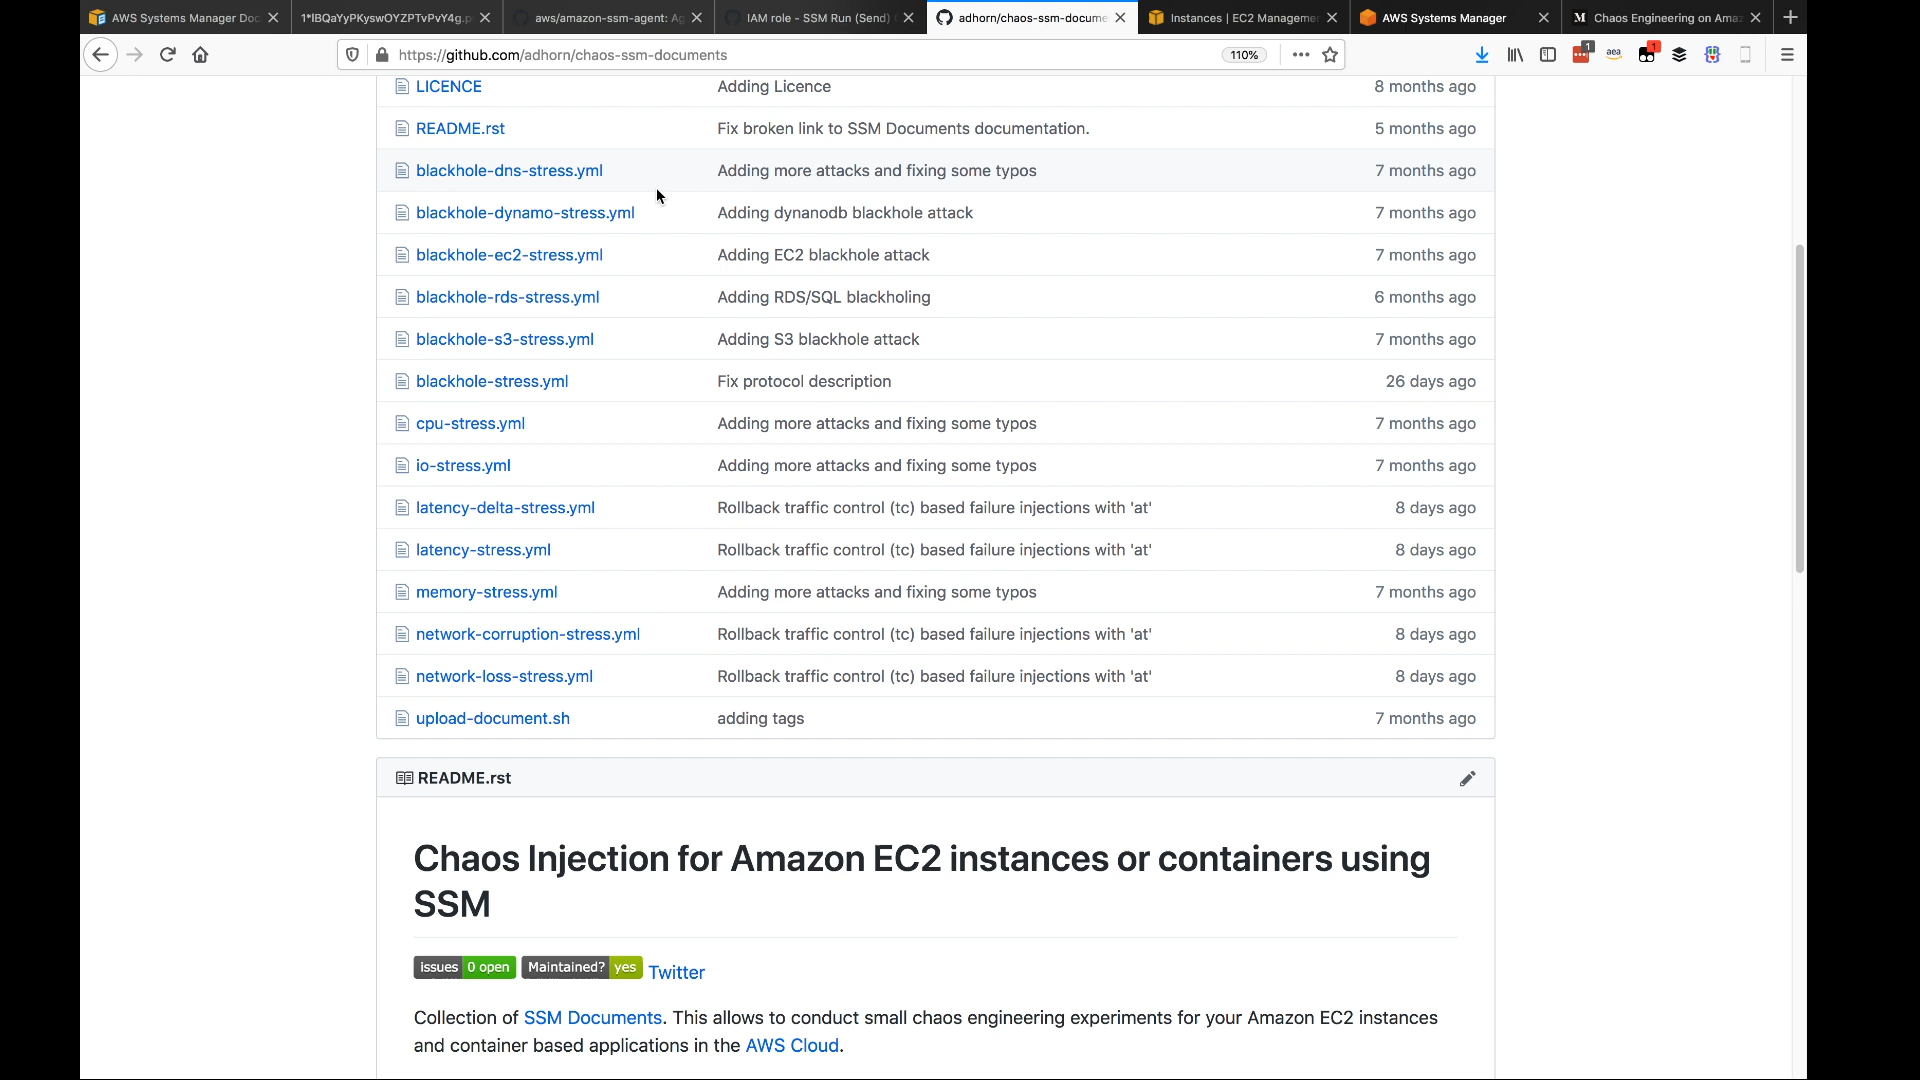 AWS Systems Manager Doc
1*IBQaYyPKyswOYZPTvPvY4g.p
aws/amazon-ssm-agent: Ag
IAM role - SSM Run (Send)
adhorn/chaos-ssm-docume
Instances | EC2 Manageme
AWS Systems Manager
Chaos Engineering on Amaz
https://github.com/adhorn/chaos-ssm-documents
110%
1
aea
1
LICENCE Adding Licence 8 months ago
README.rst Fix broken link to SSM Documents documentation. 5 months ago
blackhole-dns-stress.yml Adding more attacks and fixing some typos 7 months ago
blackhole-dynamo-stress.yml Adding dynanodb blackhole attack 7 months ago
blackhole-ec2-stress.yml Adding EC2 blackhole attack 7 months ago
blackhole-rds-stress.yml Adding RDS/SQL blackholing 6 months ago
blackhole-s3-stress.yml Adding S3 blackhole attack 7 months ago
blackhole-stress.yml Fix protocol description 26 days ago
cpu-stress.yml Adding more attacks and fixing some typos 7 months ago
io-stress.yml Adding more attacks and fixing some typos 7 months ago
latency-delta-stress.yml Rollback traffic control (tc) based failure injections with 'at' 8 days ago
latency-stress.yml Rollback traffic control (tc) based failure injections with 'at' 8 days ago
memory-stress.yml Adding more attacks and fixing some typos 7 months ago
network-corruption-stress.yml Rollback traffic control (tc) based failure injections with 'at' 8 days ago
network-loss-stress.yml Rollback traffic control (tc) based failure injections with 'at' 8 days ago
upload-document.sh adding tags 7 months ago
README.rst
Chaos Injection for Amazon EC2 instances or containers using
SSM
issues 0 open Maintained? yes Twitter
Collection of SSM Documents. This allows to conduct small chaos engineering experiments for your Amazon EC2 instances
and container based applications in the AWS Cloud.